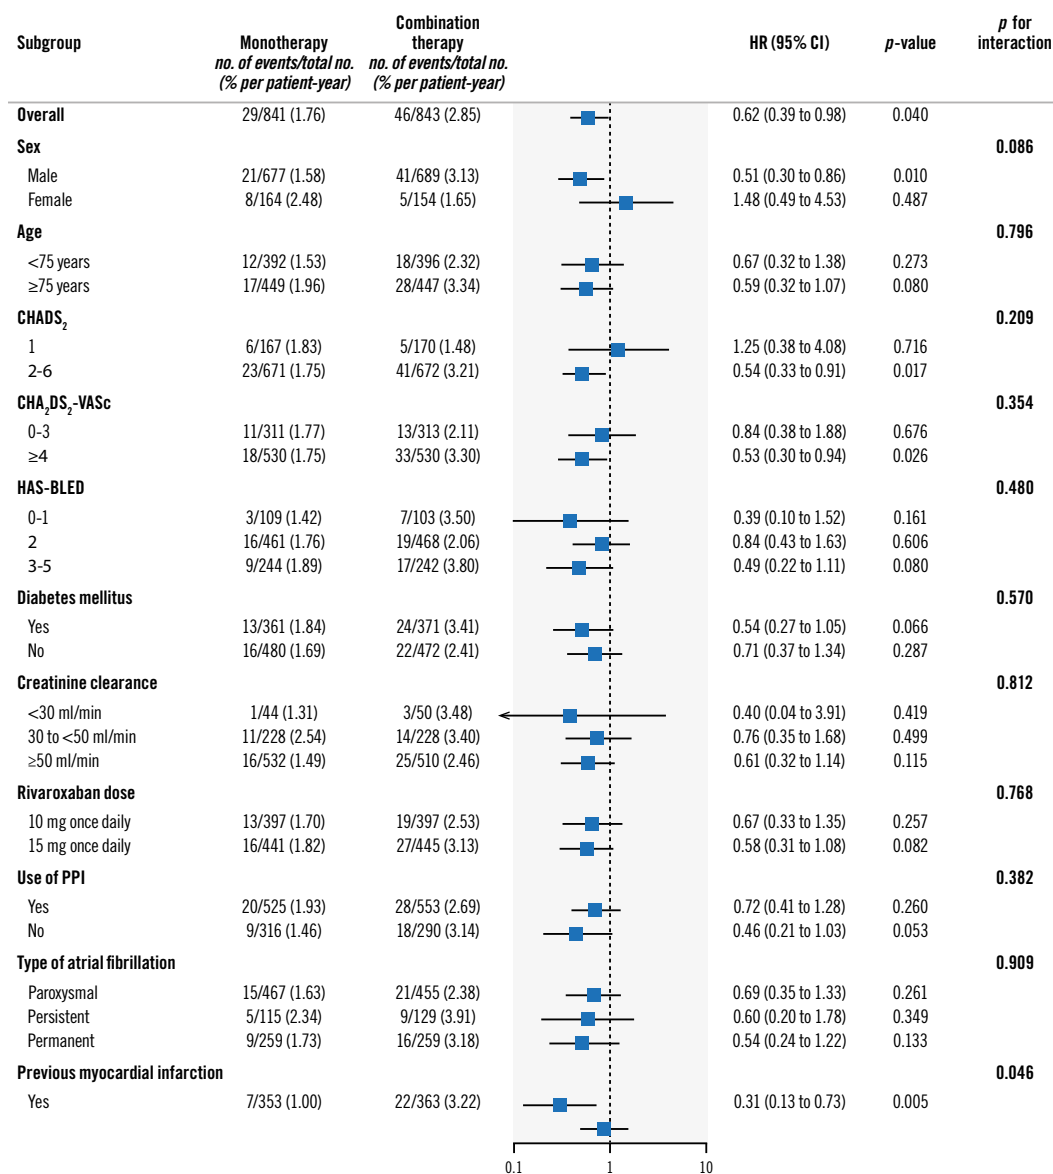 Subgroup Monotherapy no. of events/total no. (% per patient-year) Combination therapy no. of events/total no. (% per patient-year) HR (95% CI) p-value p for interaction
Overall 29/841 (1.76) 46/843 (2.85) 0.62 (0.39 to 0.98) 0.040
Sex 0.086
Male 21/677 (1.58) 41/689 (3.13) 0.51 (0.30 to 0.86) 0.010
Female 8/164 (2.48) 5/154 (1.65) 1.48 (0.49 to 4.53) 0.487
Age 0.796
<75 years 12/392 (1.53) 18/396 (2.32) 0.67 (0.32 to 1.38) 0.273
≥75 years 17/449 (1.96) 28/447 (3.34) 0.59 (0.32 to 1.07) 0.080
CHADS₂ 0.209
1 6/167 (1.83) 5/170 (1.48) 1.25 (0.38 to 4.08) 0.716
2-6 23/671 (1.75) 41/672 (3.21) 0.54 (0.33 to 0.91) 0.017
CHA₂DS₂-VASc 0.354
0-3 11/311 (1.77) 13/313 (2.11) 0.84 (0.38 to 1.88) 0.676
≥4 18/530 (1.75) 33/530 (3.30) 0.53 (0.30 to 0.94) 0.026
HAS-BLED 0.480
0-1 3/109 (1.42) 7/103 (3.50) 0.39 (0.10 to 1.52) 0.161
2 16/461 (1.76) 19/468 (2.06) 0.84 (0.43 to 1.63) 0.606
3-5 9/244 (1.89) 17/242 (3.80) 0.49 (0.22 to 1.11) 0.080
Diabetes mellitus 0.570
Yes 13/361 (1.84) 24/371 (3.41) 0.54 (0.27 to 1.05) 0.066
No 16/480 (1.69) 22/472 (2.41) 0.71 (0.37 to 1.34) 0.287
Creatinine clearance 0.812
<30 ml/min 1/44 (1.31) 3/50 (3.48) 0.40 (0.04 to 3.91) 0.419
30 to <50 ml/min 11/228 (2.54) 14/228 (3.40) 0.76 (0.35 to 1.68) 0.499
≥50 ml/min 16/532 (1.49) 25/510 (2.46) 0.61 (0.32 to 1.14) 0.115
Rivaroxaban dose 0.768
10 mg once daily 13/397 (1.70) 19/397 (2.53) 0.67 (0.33 to 1.35) 0.257
15 mg once daily 16/441 (1.82) 27/445 (3.13) 0.58 (0.31 to 1.08) 0.082
Use of PPI 0.382
Yes 20/525 (1.93) 28/553 (2.69) 0.72 (0.41 to 1.28) 0.260
No 9/316 (1.46) 18/290 (3.14) 0.46 (0.21 to 1.03) 0.053
Type of atrial fibrillation 0.909
Paroxysmal 15/467 (1.63) 21/455 (2.38) 0.69 (0.35 to 1.33) 0.261
Persistent 5/115 (2.34) 9/129 (3.91) 0.60 (0.20 to 1.78) 0.349
Permanent 9/259 (1.73) 16/259 (3.18) 0.54 (0.24 to 1.22) 0.133
Previous myocardial infarction 0.046
Yes 7/353 (1.00) 22/363 (3.22) 0.31 (0.13 to 0.73) 0.005
0.1 1 10